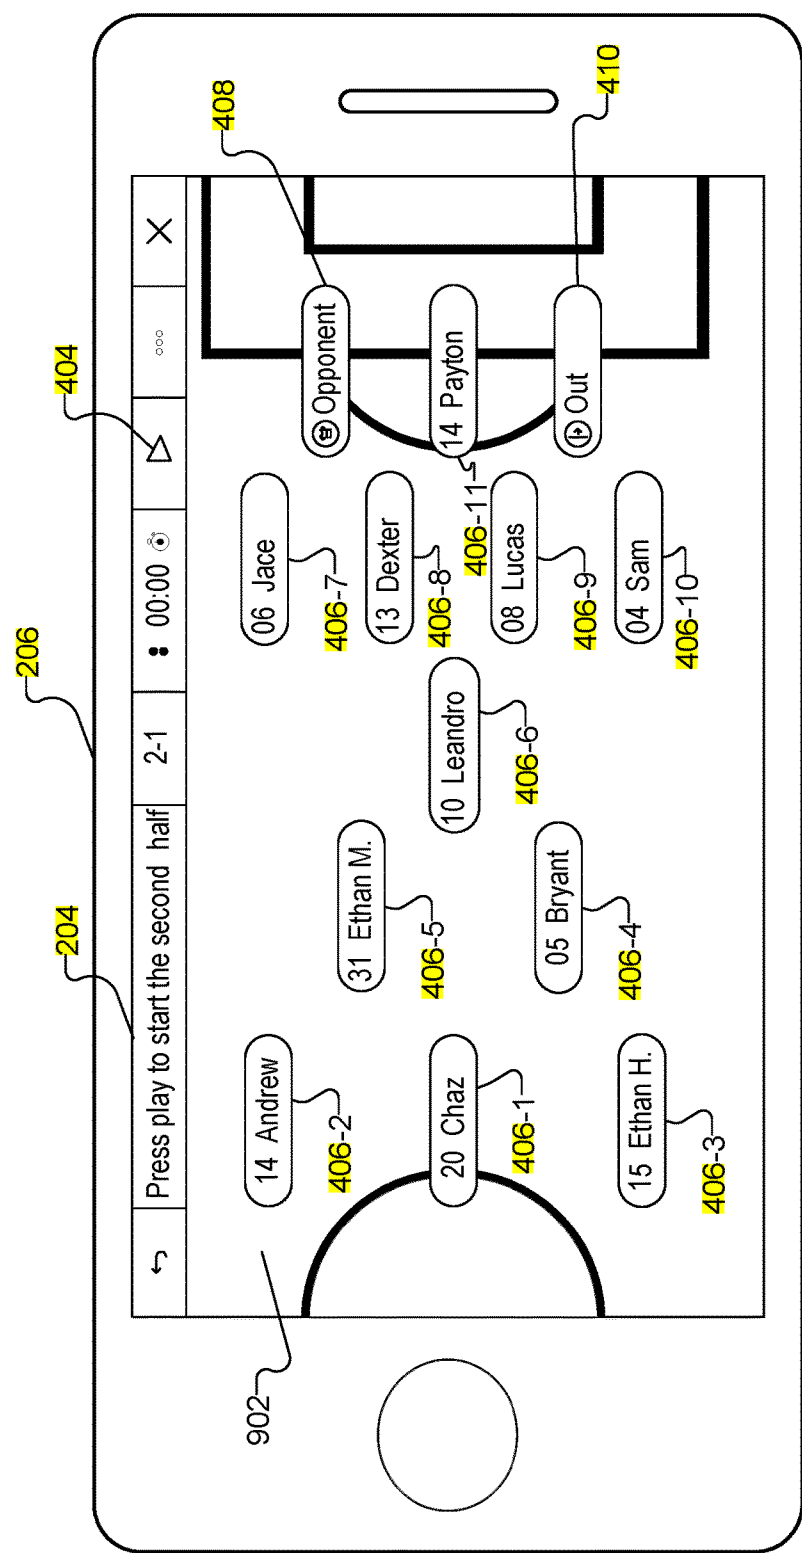 206
204
404
408
410
Press play to start the second half
2-1
00:00
902
14 Andrew
406-2
20 Chaz
406-1
15 Ethan H.
406-3
31 Ethan M.
406-5
05 Bryant
406-4
10 Leandro
406-6
06 Jace
406-7
13 Dexter
406-8
08 Lucas
406-9
04 Sam
406-10
Opponent
14 Payton
406-11
Out